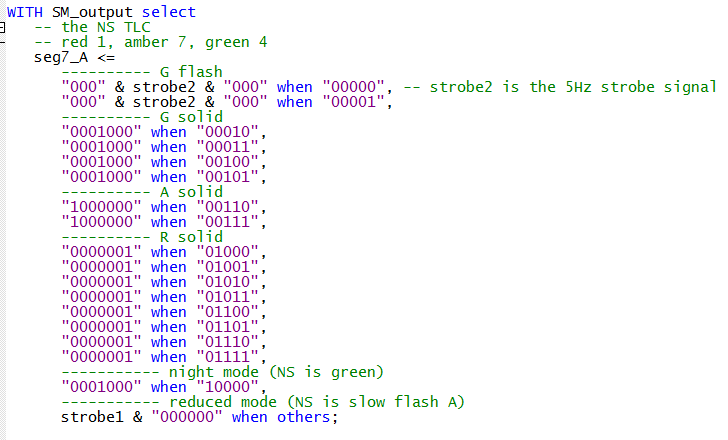 WITH SM_output select
-- the NS TLC
-- red 1, amber 7, green 4
seg7_A <=
---------- G flash
"000" & strobe2 & "000" when "00000", -- strobe2 is the 5Hz strobe signal
"000" & strobe2 & "000" when "00001",
---------- G solid
"0001000" when "00010",
"0001000" when "00011",
"0001000" when "00100",
"0001000" when "00101",
---------- A solid
"1000000" when "00110",
"1000000" when "00111",
---------- R solid
"0000001" when "01000",
"0000001" when "01001",
"0000001" when "01010",
"0000001" when "01011",
"0000001" when "01100",
"0000001" when "01101",
"0000001" when "01110",
"0000001" when "01111",
----------- night mode (NS is green)
"0001000" when "10000",
----------- reduced mode (NS is slow flash A)
strobe1 & "000000" when others;